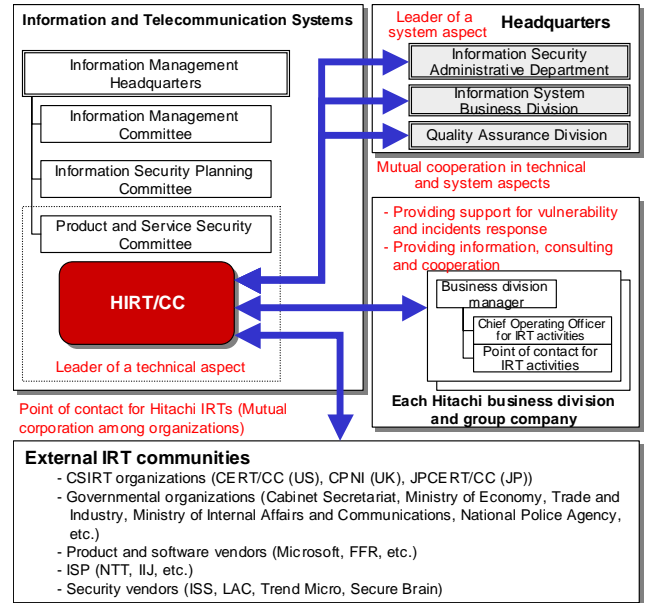 Information and Telecommunication Systems
Information Management
Headquarters
Information Management
Committee
Information Security Planning
Committee
Product and Service Security
Committee
HIRT/CC
Leader of a technical aspect
Leader of a
system aspect
Headquarters
Information Security
Administrative Department
Information System
Business Division
Quality Assurance Division
Mutual cooperation in technical
and system aspects
- Providing support for vulnerability
and incidents response
- Providing information, consulting
and cooperation
Business division
manager
Chief Operating Officer
for IRT activities
Point of contact for
IRT activities
Each Hitachi business division
and group company
Point of contact for Hitachi IRTs (Mutual
corporation among organizations)
External IRT communities
- CSIRT organizations (CERT/CC (US), CPNI (UK), JPCERT/CC (JP))
- Governmental organizations (Cabinet Secretariat, Ministry of Economy, Trade and
Industry, Ministry of Internal Affairs and Communications, National Police Agency,
etc.)
- Product and software vendors (Microsoft, FFR, etc.)
- ISP (NTT, IIJ, etc.)
- Security vendors (ISS, LAC, Trend Micro, Secure Brain)